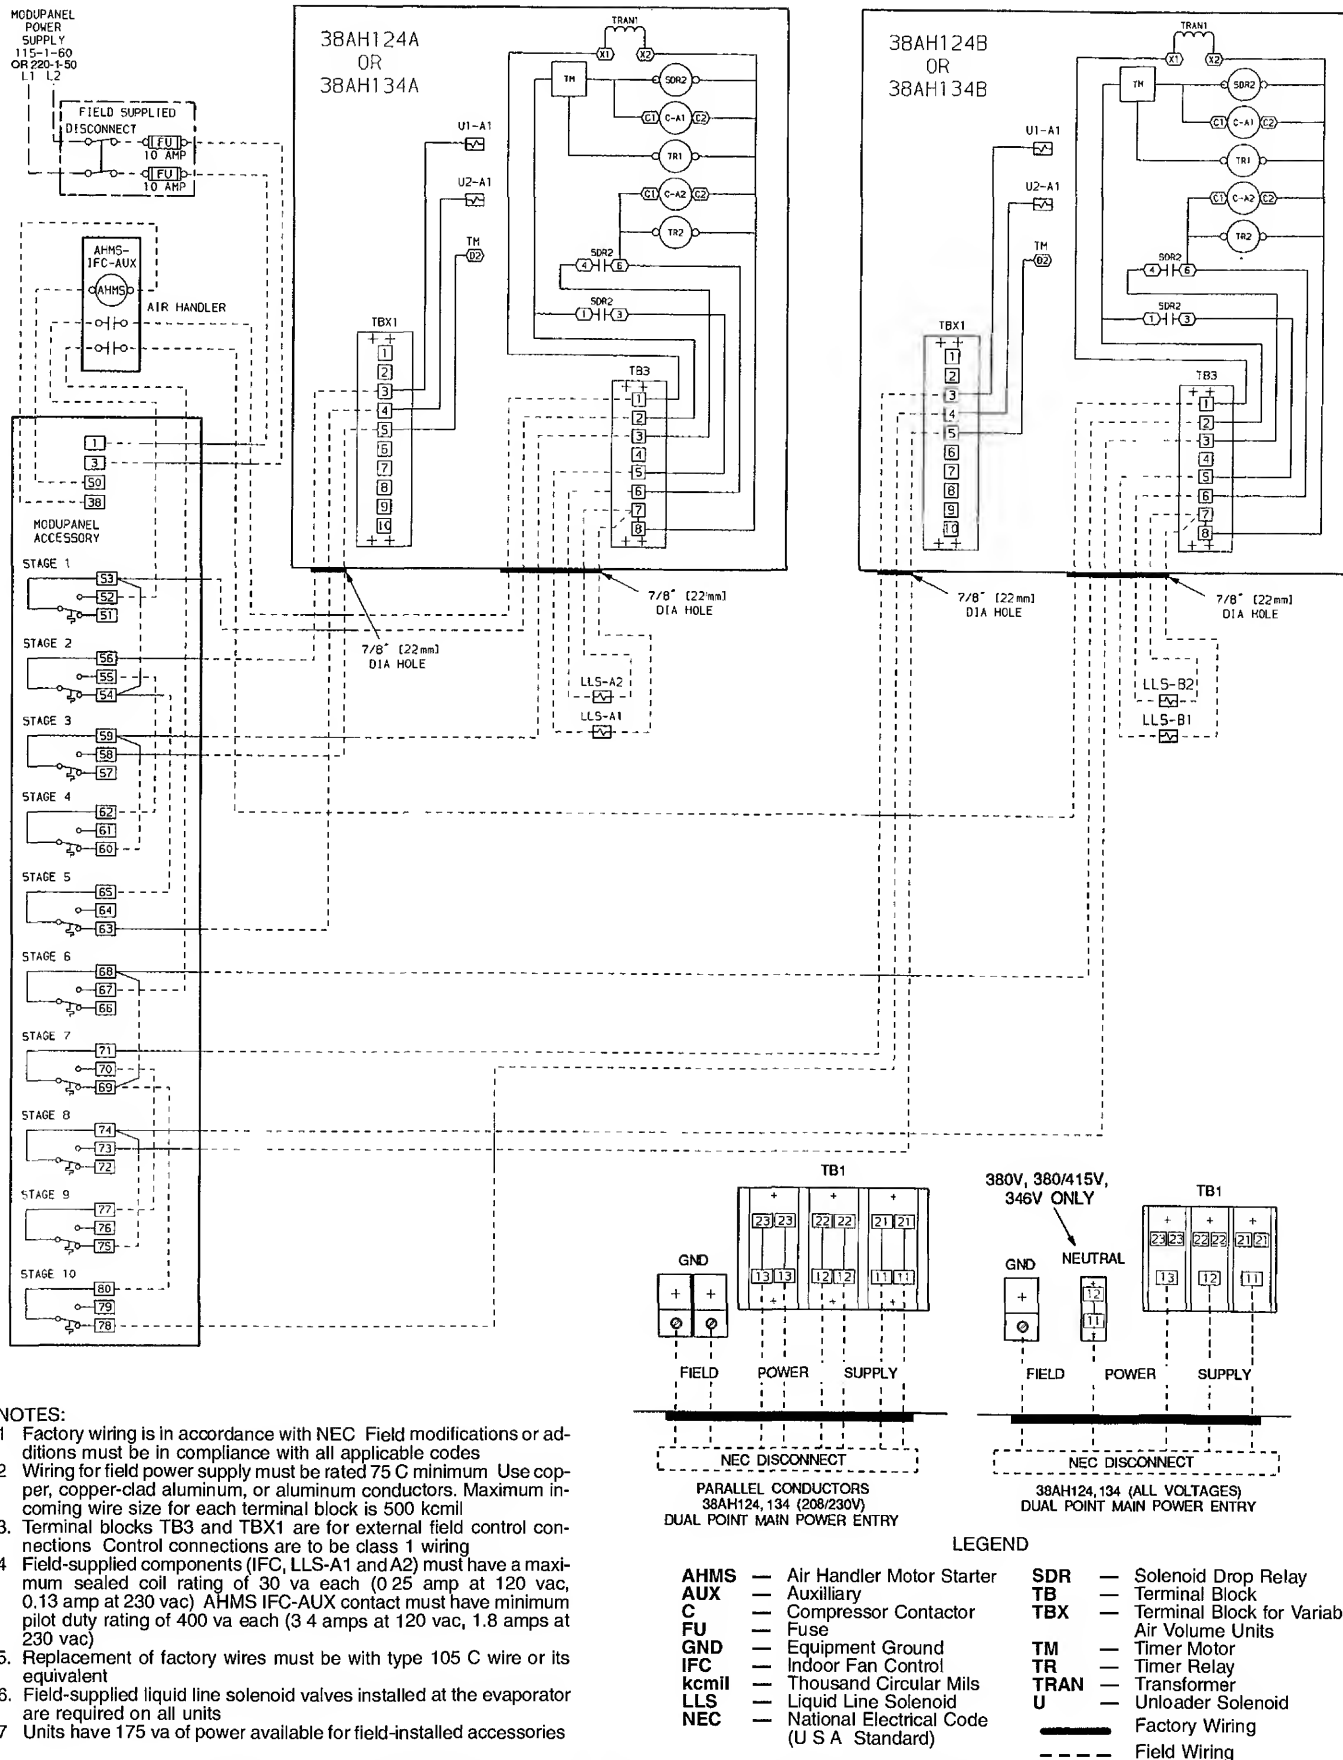 MODUPANEL
POWER
SUPPLY
115-1-60
OR 220-1-50
L1 L2
FIELD SUPPLIED
DISCONNECT
FU
10 AMP
FU
10 AMP
AHMS-
IFC-AUX
AHMS
AIR HANDLER
1
3
50
38
MODUPANEL
ACCESSORY
STAGE 1
53
52
51
STAGE 2
56
55
54
STAGE 3
59
58
57
STAGE 4
62
61
60
STAGE 5
65
64
63
STAGE 6
68
67
66
STAGE 7
71
70
69
STAGE 8
74
73
72
STAGE 9
77
76
75
STAGE 10
80
79
78
38AH124A
OR
38AH134A
U1-A1
U2-A1
TM
D2
TBX1
1
2
3
4
5
6
7
8
9
10
TRAN1
X1 X2
TM
SDR2
C1 C-A1 C2
TR1
C1 C-A2 C2
TR2
SDR2
4 6
SDR2
1 3
TB3
1
2
3
4
5
6
7
8
7/8" [22mm]
DIA HOLE
7/8" [22mm]
DIA HOLE
LLS-A2
LLS-A1
38AH124B
OR
38AH134B
U1-A1
U2-A1
TM
D2
TBX1
1
2
3
4
5
6
7
8
9
10
TRAN1
X1 X2
TM
SDR2
C1 C-A1 C2
TR1
C1 C-A2 C2
TR2
SDR2
4 6
SDR2
1 3
TB3
1
2
3
4
5
6
7
8
7/8" [22mm]
DIA HOLE
7/8" [22mm]
DIA HOLE
LLS-B2
LLS-B1
TB1
23 23 22 22 21 21
GND
13 13 12 12 11 11
FIELD POWER SUPPLY
NEC DISCONNECT
PARALLEL CONDUCTORS
38AH124, 134 (208/230V)
DUAL POINT MAIN POWER ENTRY
380V, 380/415V,
346V ONLY
TB1
23 23 22 22 21 21
GND
NEUTRAL
12
11
13 12 11
FIELD POWER SUPPLY
NEC DISCONNECT
38AH124, 134 (ALL VOLTAGES)
DUAL POINT MAIN POWER ENTRY
NOTES:
1 Factory wiring is in accordance with NEC Field modifications or ad-
ditions must be in compliance with all applicable codes
2 Wiring for field power supply must be rated 75 C minimum Use cop-
per, copper-clad aluminum, or aluminum conductors. Maximum in-
coming wire size for each terminal block is 500 kcmil
3. Terminal blocks TB3 and TBX1 are for external field control con-
nections Control connections are to be class 1 wiring
4 Field-supplied components (IFC, LLS-A1 and A2) must have a maxi-
mum sealed coil rating of 30 va each (0 25 amp at 120 vac,
0.13 amp at 230 vac) AHMS IFC-AUX contact must have minimum
pilot duty rating of 400 va each (3 4 amps at 120 vac, 1.8 amps at
230 vac)
5. Replacement of factory wires must be with type 105 C wire or its
equivalent
6. Field-supplied liquid line solenoid valves installed at the evaporator
are required on all units
7 Units have 175 va of power available for field-installed accessories
LEGEND
AHMS — Air Handler Motor Starter
AUX — Auxilliary
C — Compressor Contactor
FU — Fuse
GND — Equipment Ground
IFC — Indoor Fan Control
kcmil — Thousand Circular Mils
LLS — Liquid Line Solenoid
NEC — National Electrical Code
(U S A Standard)
SDR — Solenoid Drop Relay
TB — Terminal Block
TBX — Terminal Block for Variab
Air Volume Units
TM — Timer Motor
TR — Timer Relay
TRAN — Transformer
U — Unloader Solenoid
Factory Wiring
Field Wiring